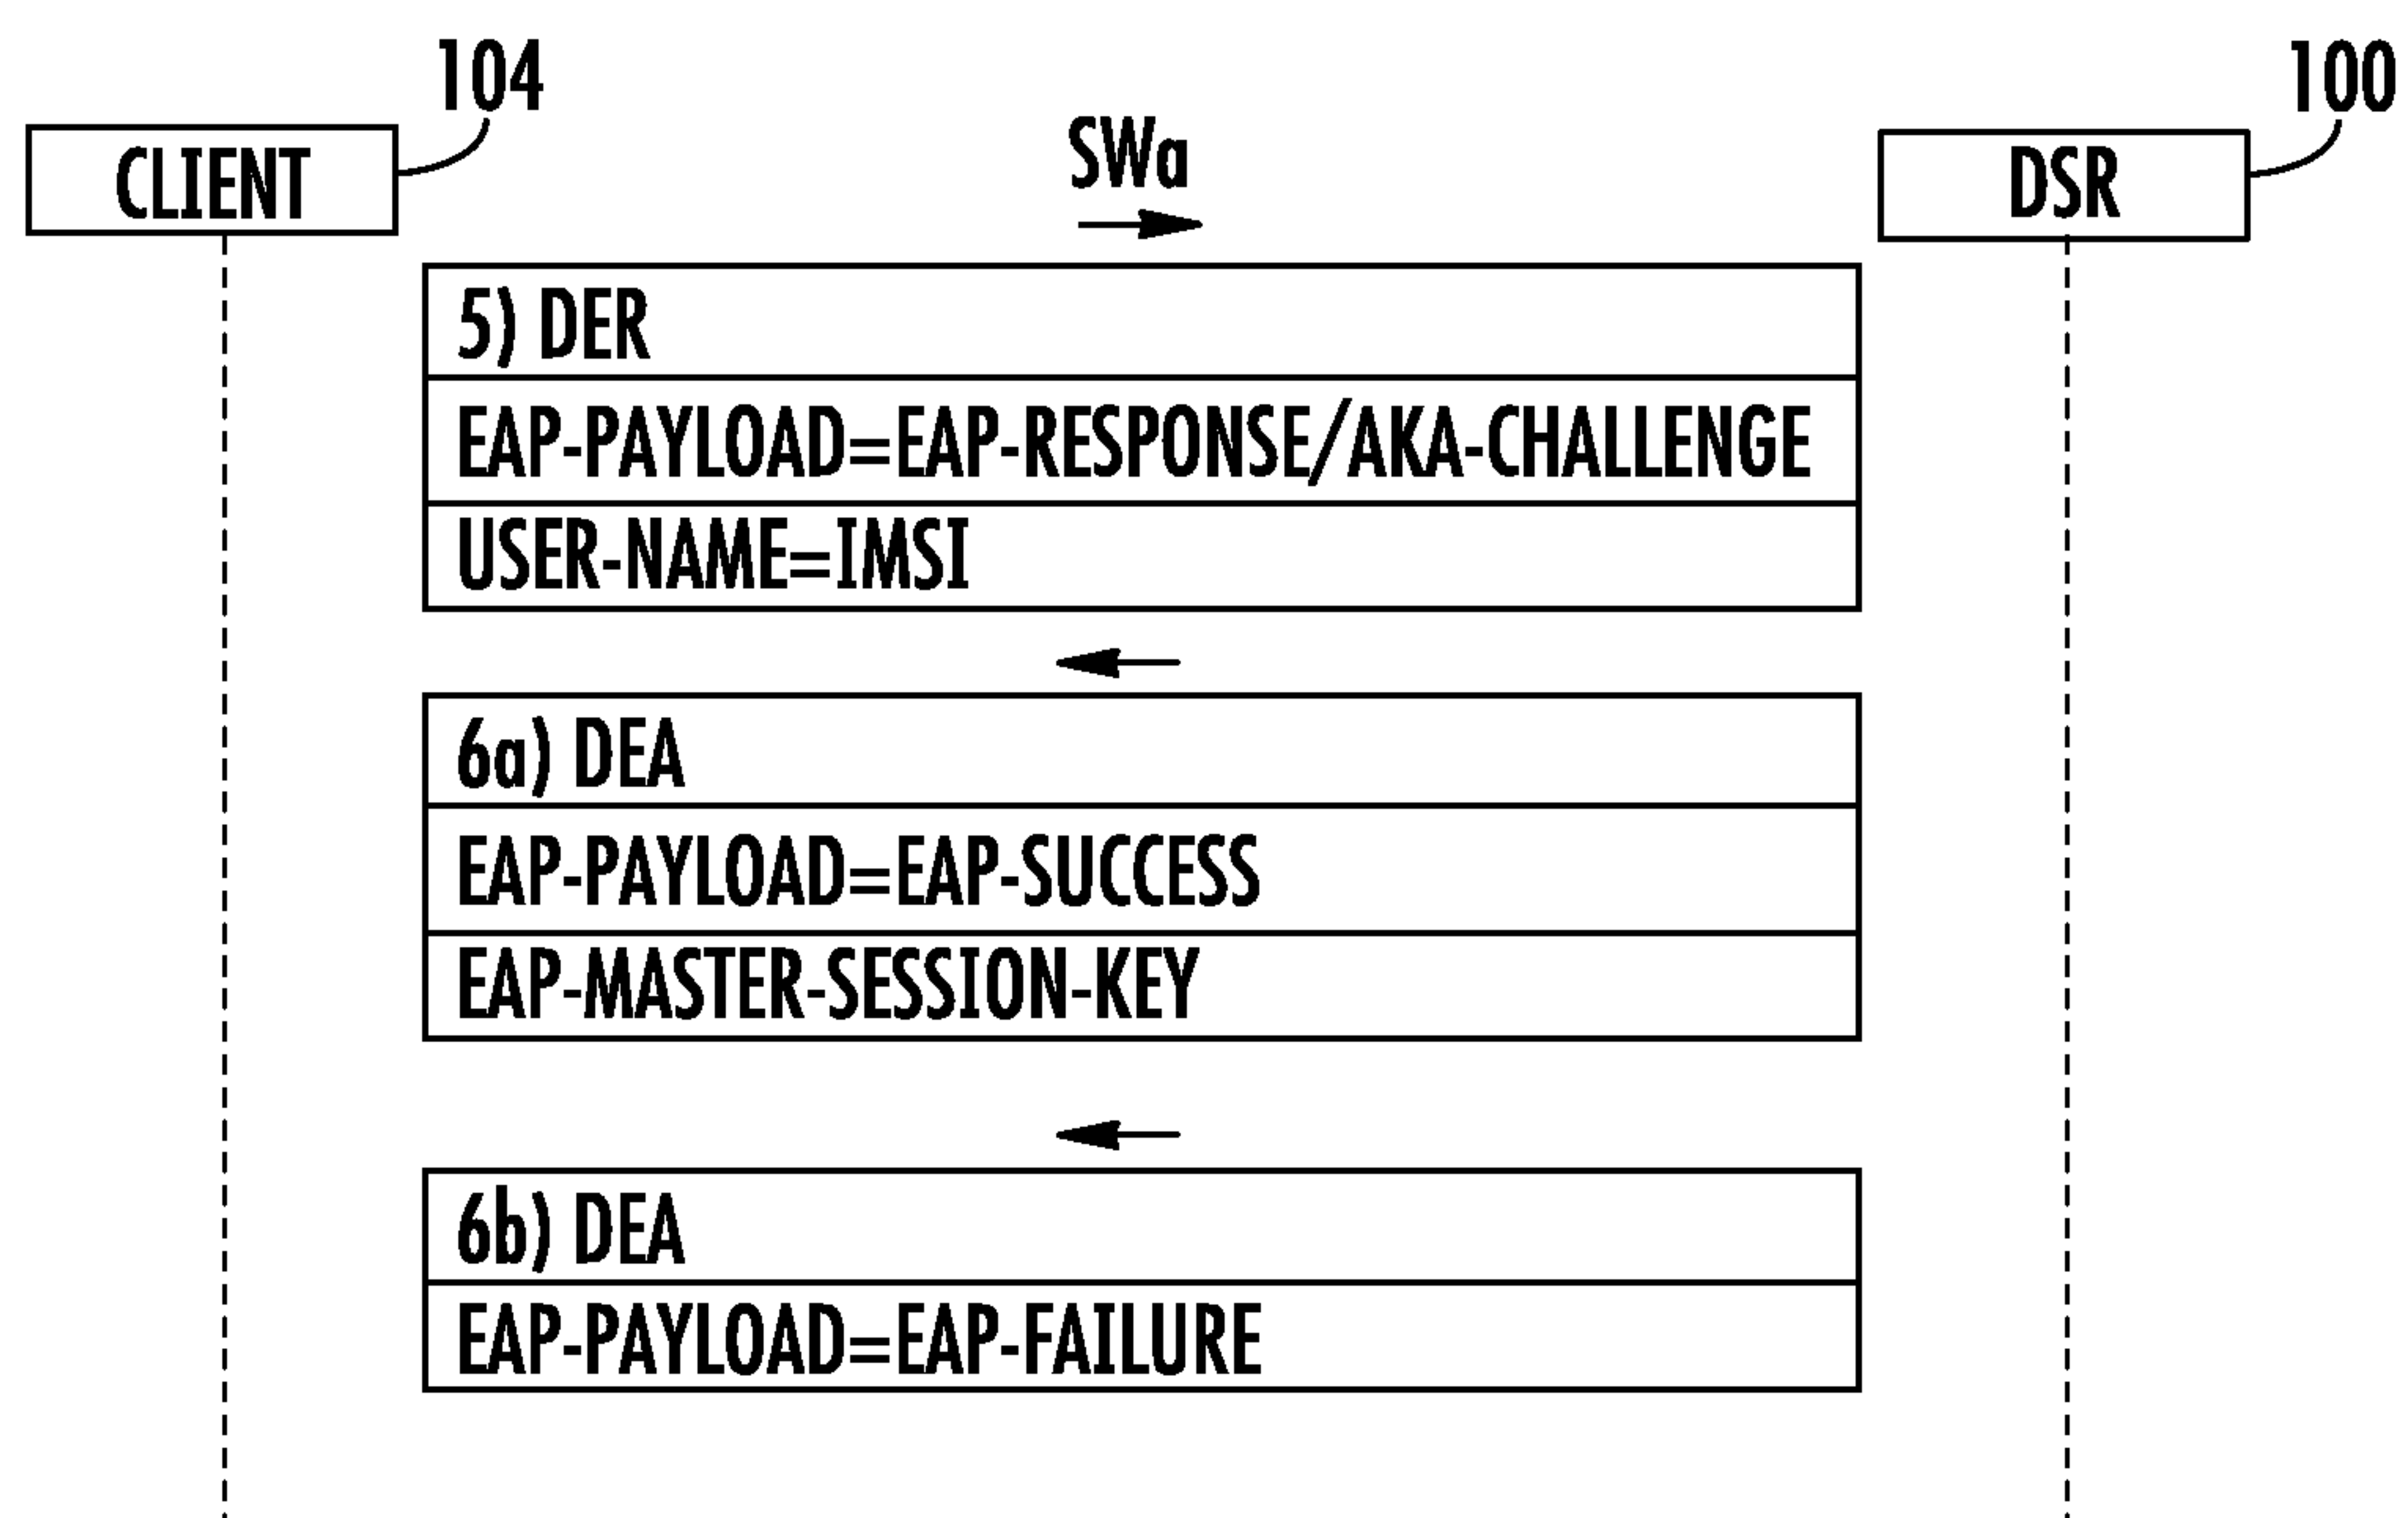 104
100
CLIENT
SWa
DSR
5) DER
EAP-PAYLOAD=EAP-RESPONSE/AKA-CHALLENGE
USER-NAME=IMSI
6a) DEA
EAP-PAYLOAD=EAP-SUCCESS
EAP-MASTER-SESSION-KEY
6b) DEA
EAP-PAYLOAD=EAP-FAILURE